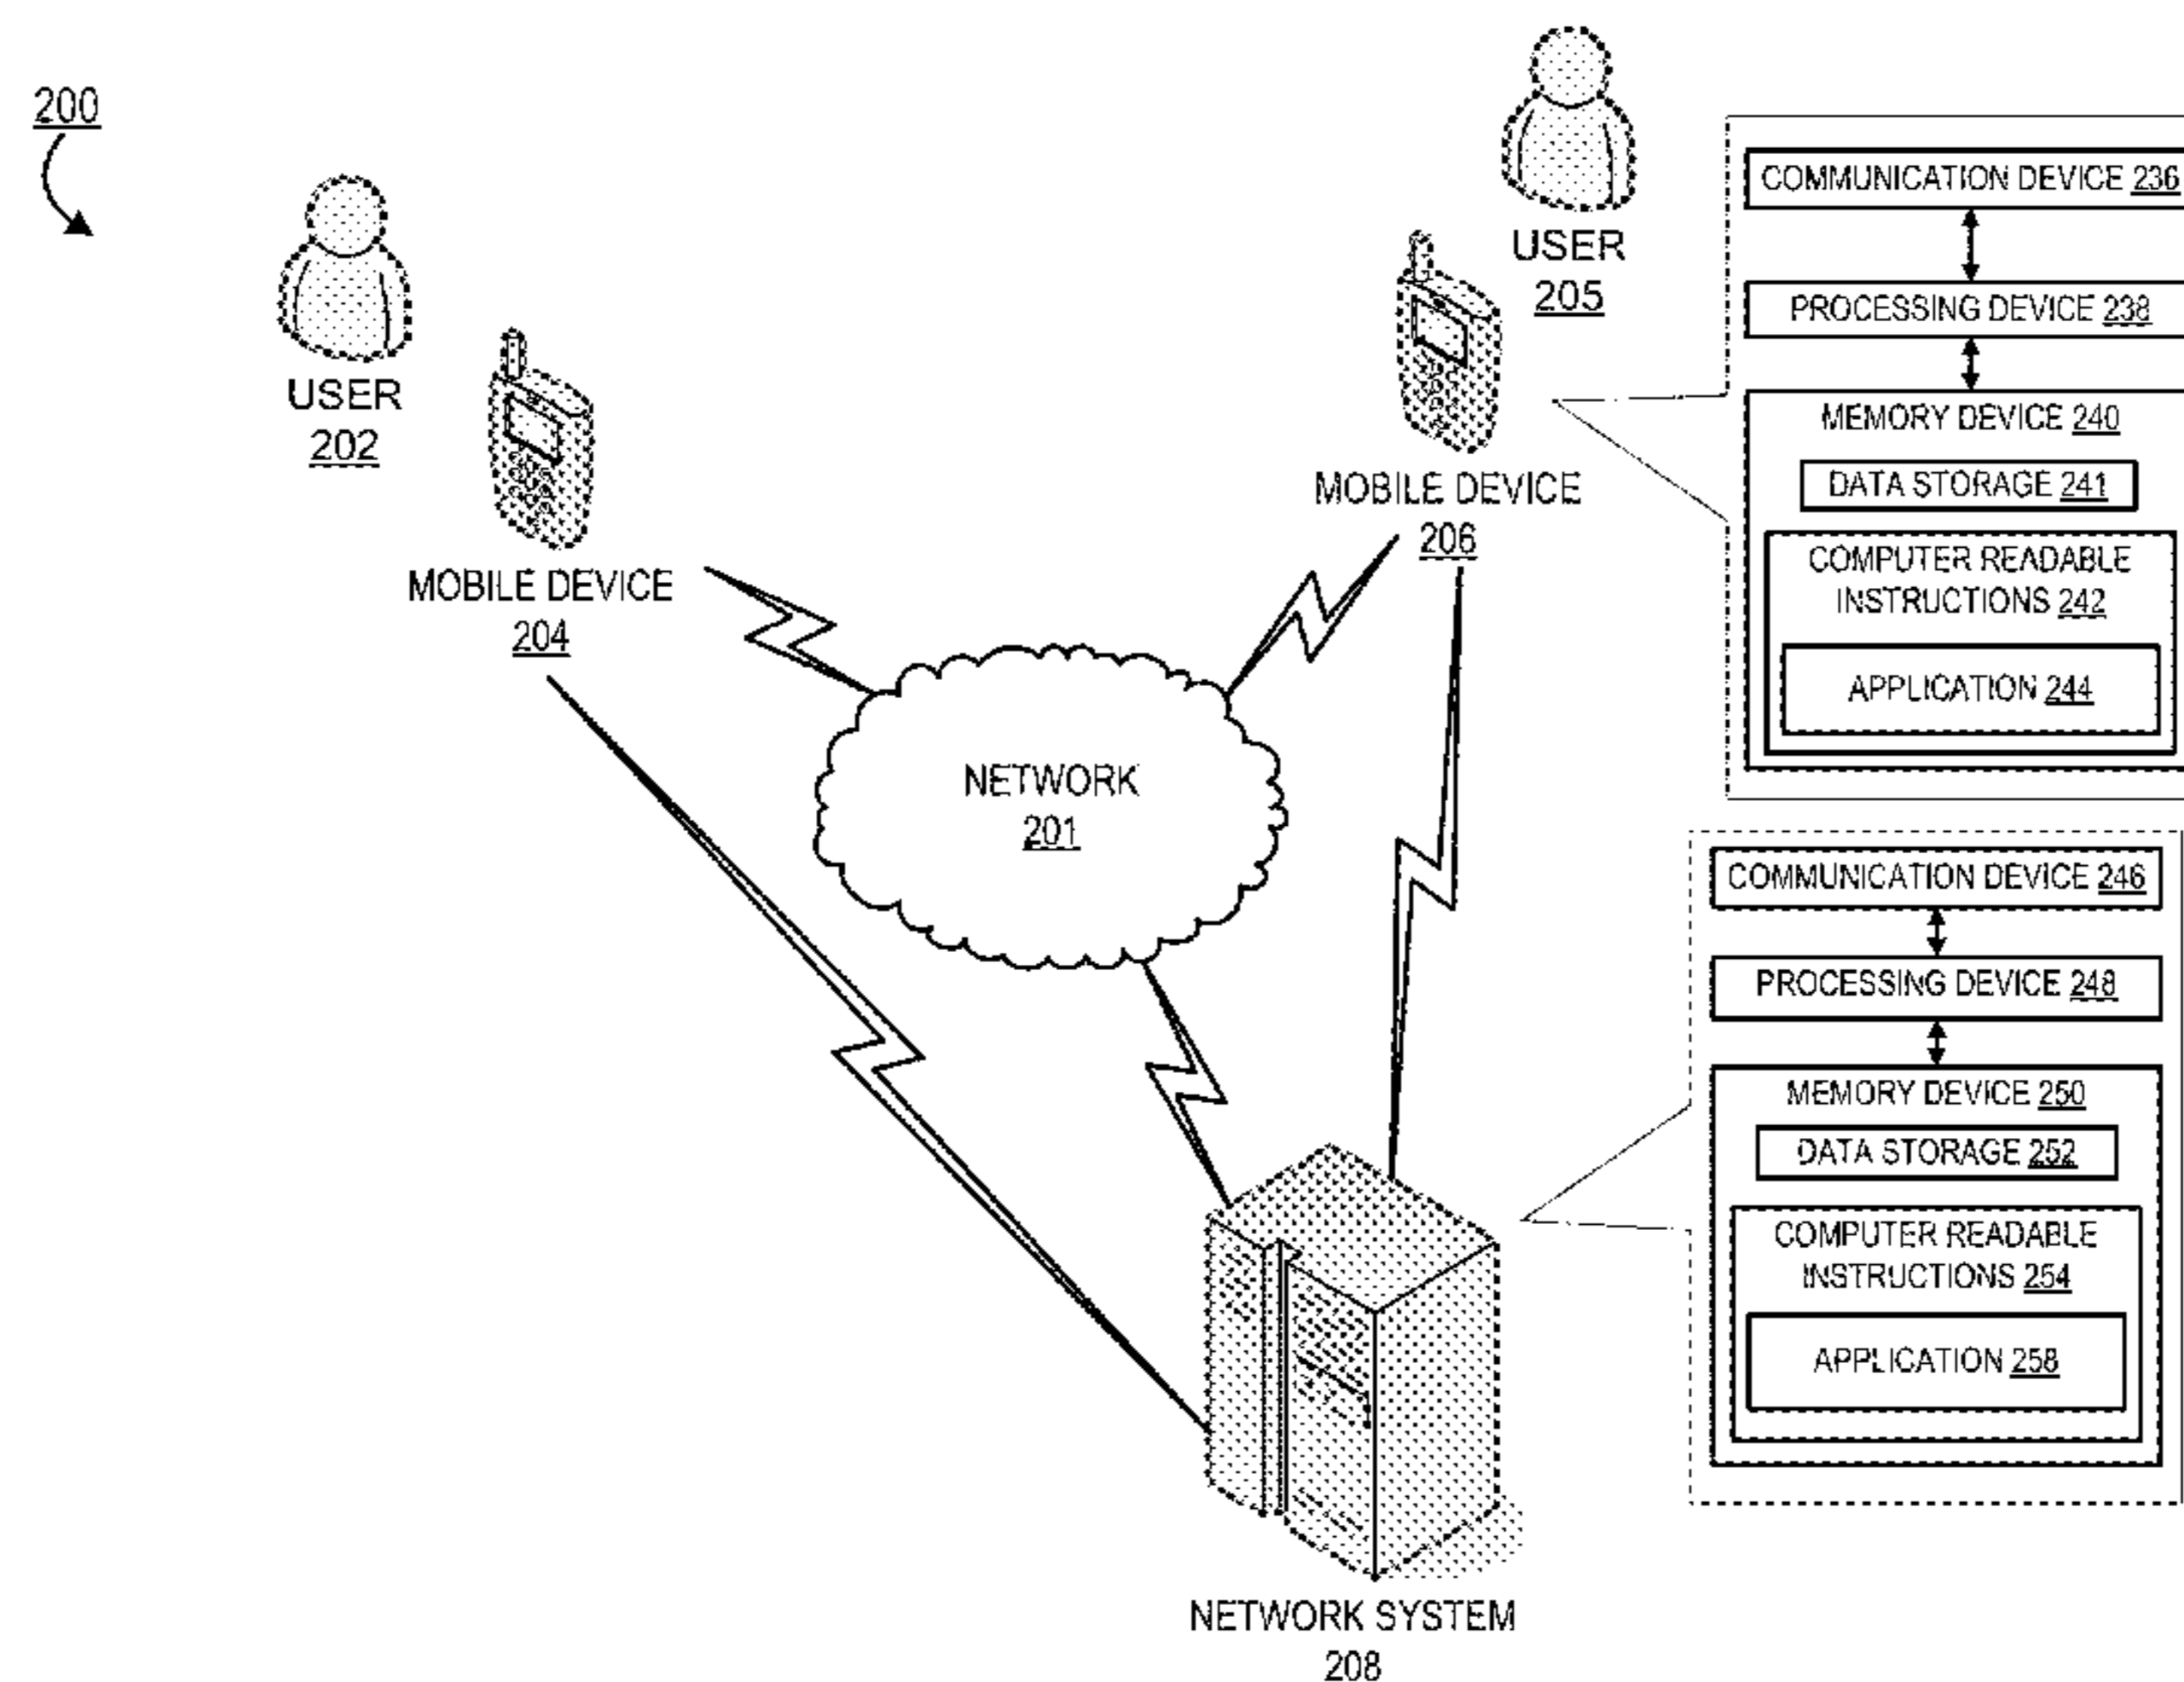 200
USER
202
MOBILE DEVICE
204
USER
205
MOBILE DEVICE
206
NETWORK
201
NETWORK SYSTEM
208
COMMUNICATION DEVICE 236
PROCESSING DEVICE 238
MEMORY DEVICE 240
DATA STORAGE 241
COMPUTER READABLE
INSTRUCTIONS 242
APPLICATION 244
COMMUNICATION DEVICE 246
PROCESSING DEVICE 248
MEMORY DEVICE 250
DATA STORAGE 252
COMPUTER READABLE
INSTRUCTIONS 254
APPLICATION 258